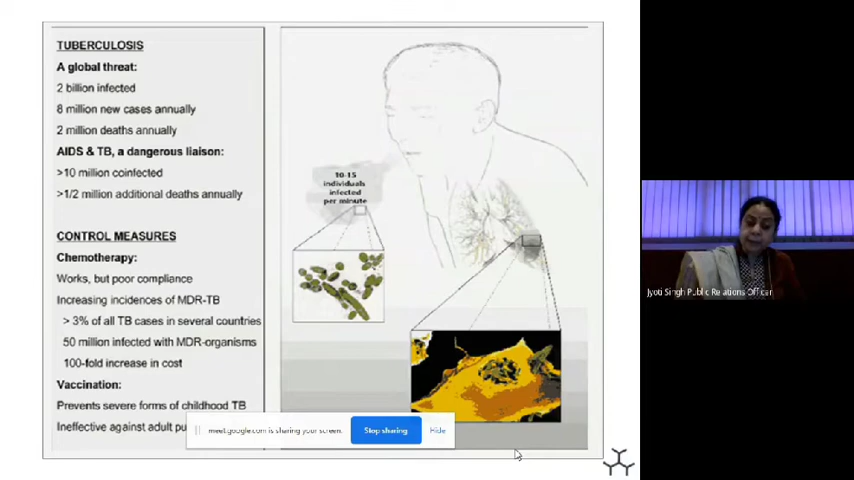 TUBERCULOSIS
A global threat:
2 billion infected
8 million new cases annually
2 million deaths annually
AIDS & TB, a dangerous liaison:
>10 million coinfected
>1/2 million additional deaths annually
CONTROL MEASURES
Chemotherapy:
Works, but poor compliance
Increasing incidences of MDR-TB
> 3% of all TB cases in several countries
50 million infected with MDR-organisms
100-fold increase in cost
Vaccination:
Prevents severe forms of childhood TB
Ineffective against adult pu
10-15
individuals
infected
per minute
meet.google.com is sharing your screen.
Stop sharing
Hide
Jyoti Singh Public Relations Officer